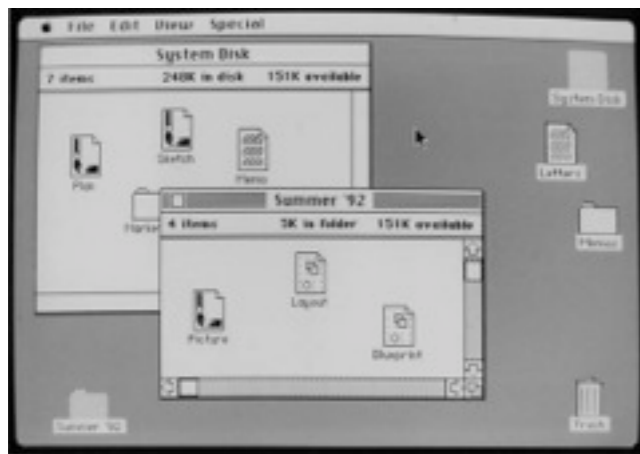 File Edit View Special
System Disk
7 items 248K in disk 151K available
Sketch
Memo
Summer '92
4 items 5K in folder 151K available
Layout
Picture
Blueprint
System Disk
Letters
Memos
Summer '92
Trash